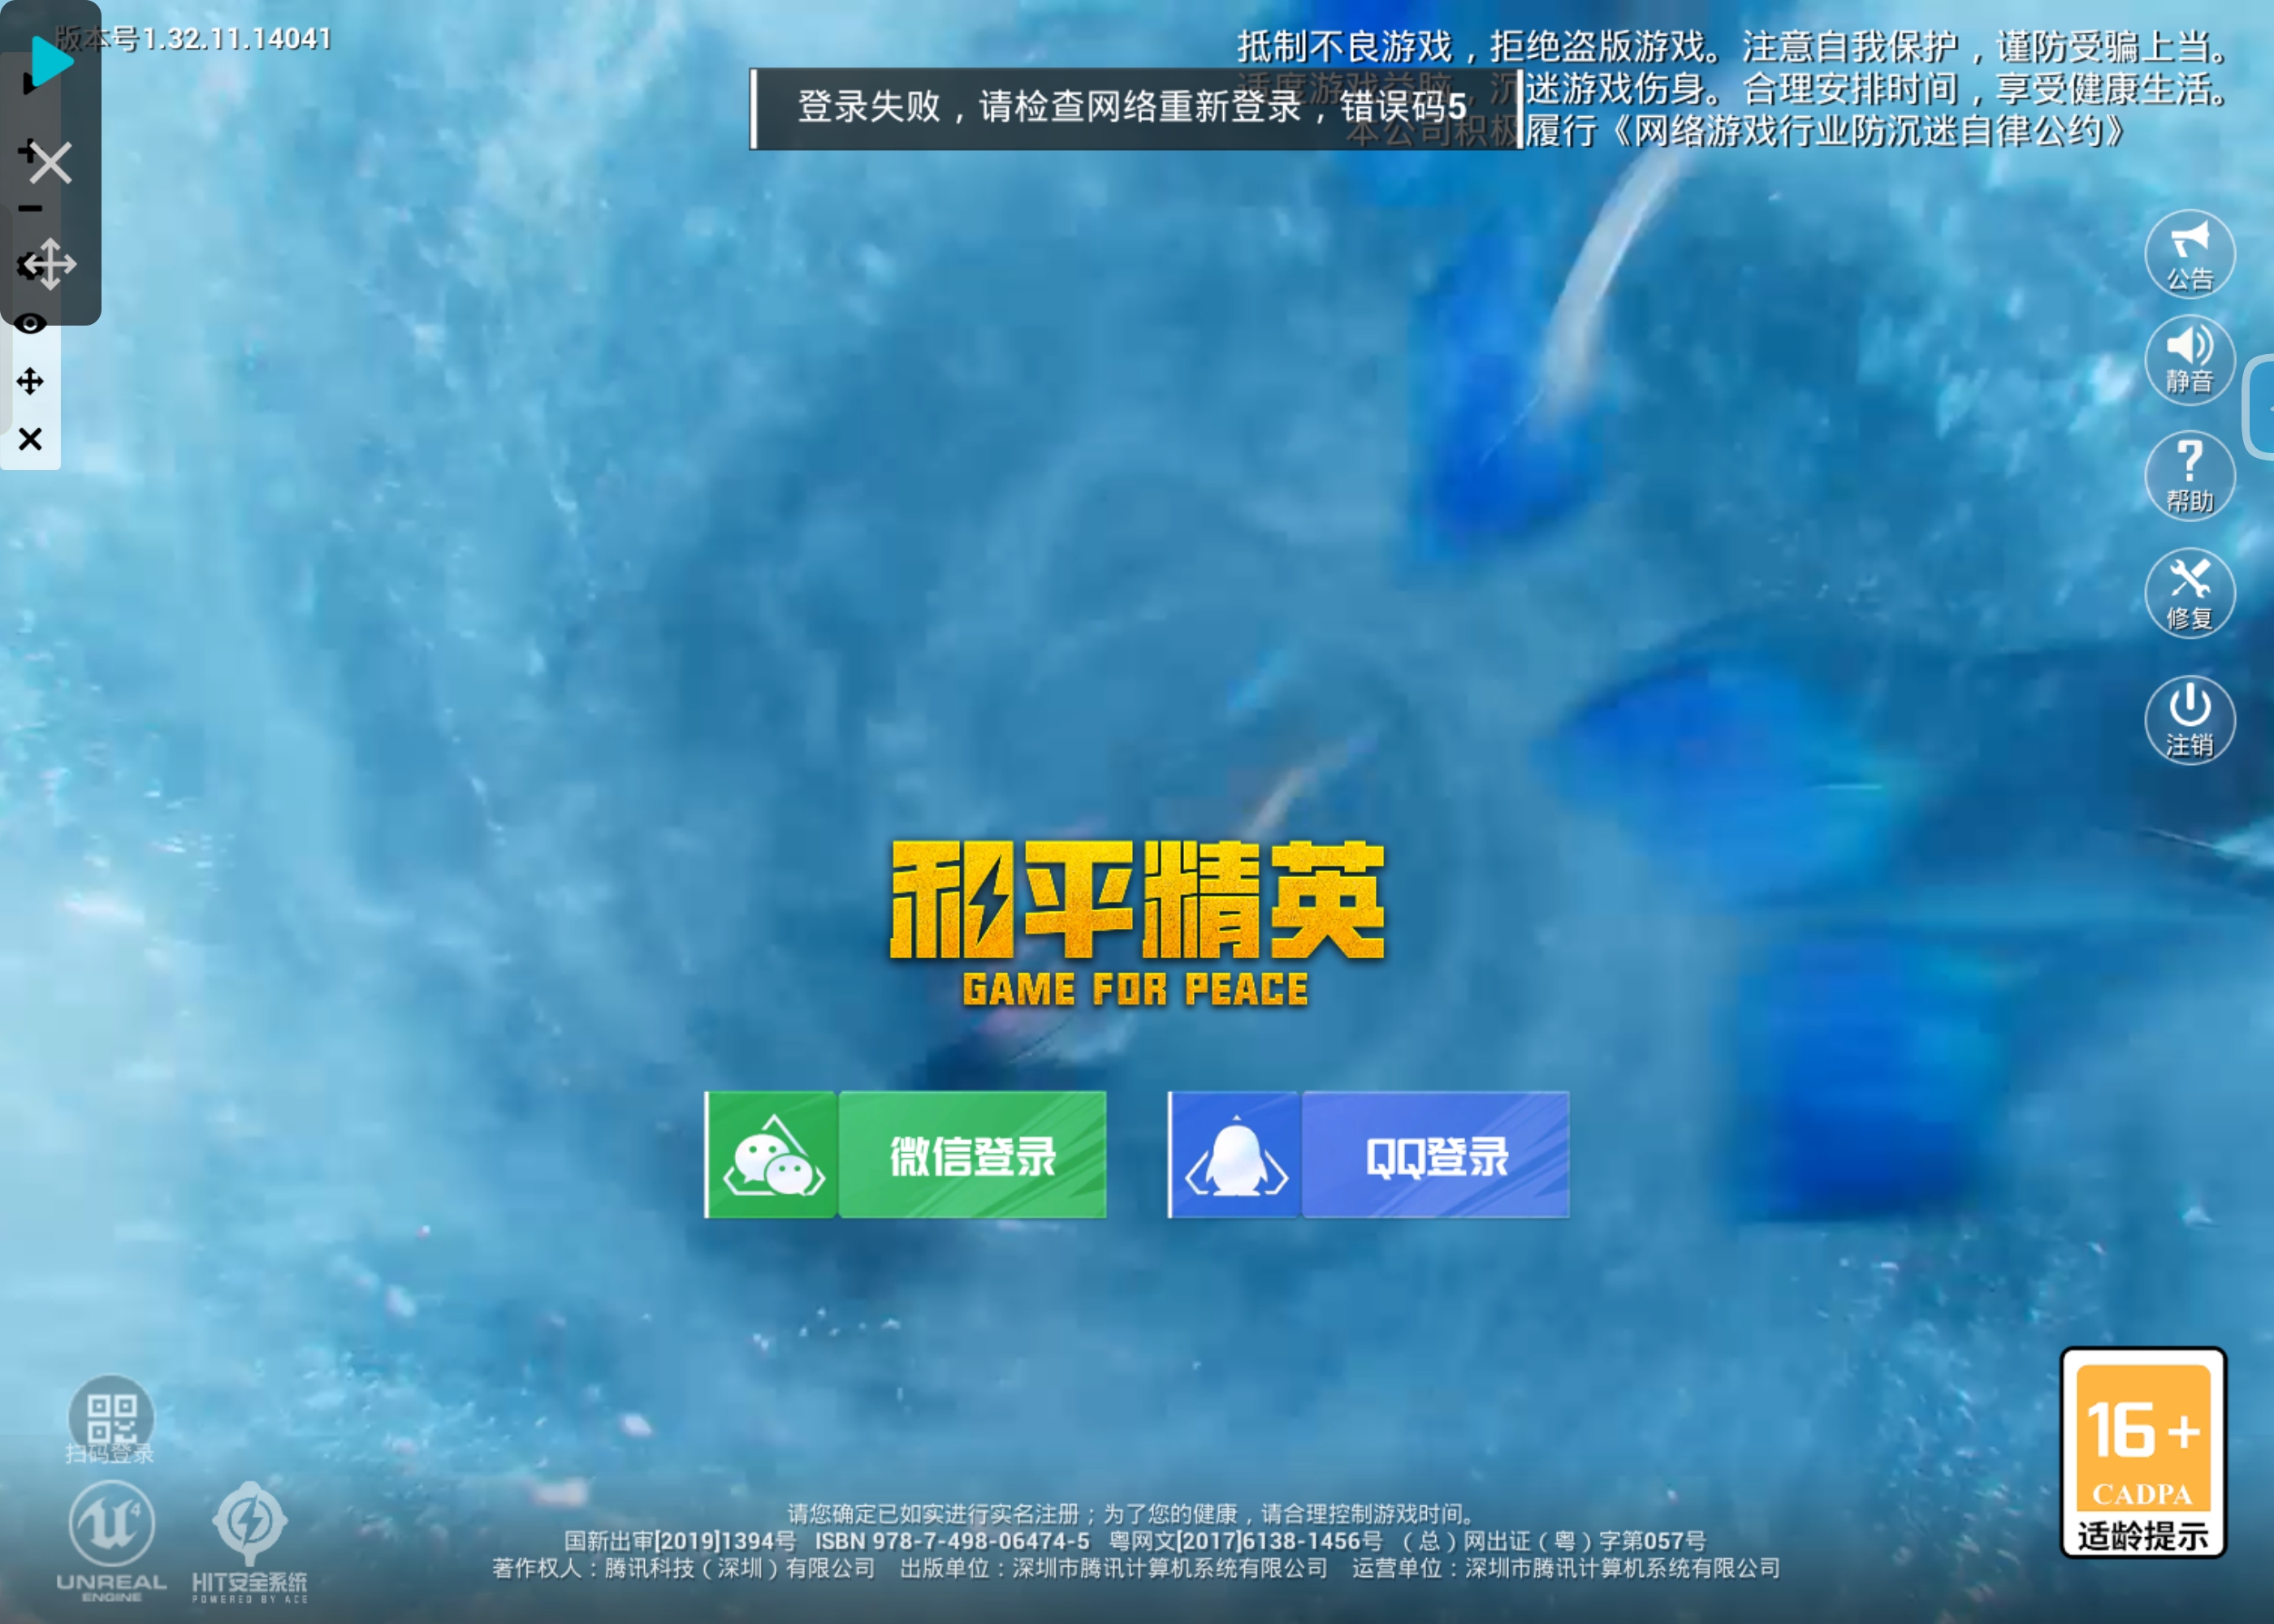 版本号1.32.11.14041
抵制不良游戏，拒绝盗版游戏。注意自我保护，谨防受骗上当。
适度游戏益脑，沉迷游戏伤身。合理安排时间，享受健康生活。
本公司积极履行《网络游戏行业防沉迷自律公约》
登录失败，请检查网络重新登录，错误码5
公告
静音
帮助
修复
注销
和平精英
GAME FOR PEACE
微信登录
QQ登录
扫码登录
UNREAL
ENGINE
HIT安全系统
POWERED BY ACE
请您确定已如实进行实名注册；为了您的健康，请合理控制游戏时间。
国新出审[2019]1394号 ISBN 978-7-498-06474-5 粤网文[2017]6138-1456号 （总）网出证（粤）字第057号
著作权人：腾讯科技（深圳）有限公司 出版单位：深圳市腾讯计算机系统有限公司 运营单位：深圳市腾讯计算机系统有限公司
16+
CADPA
适龄提示